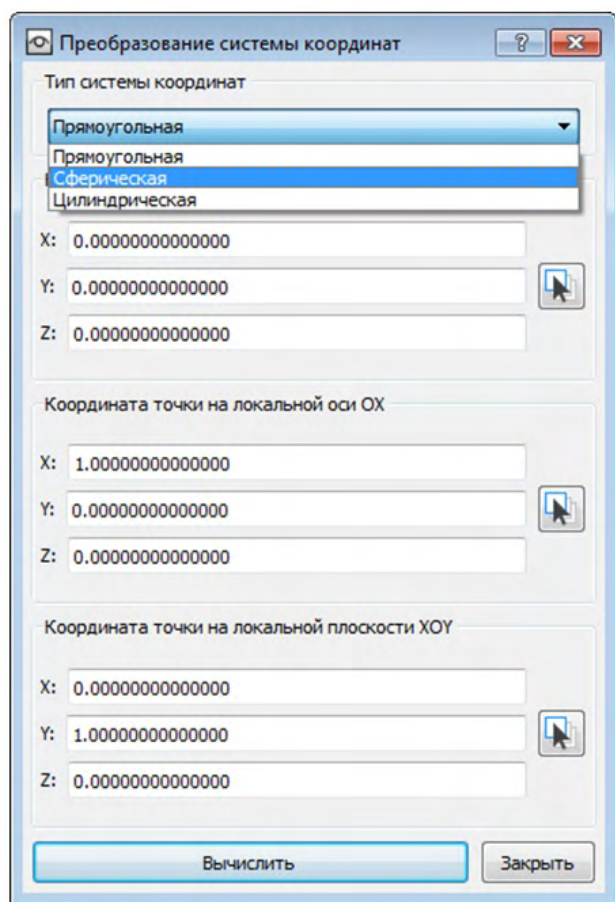 Преобразование системы координат
Тип системы координат
Прямоугольная
Прямоугольная
Сферическая
Цилиндрическая
X: 0.00000000000000
Y: 0.00000000000000
Z: 0.00000000000000
Координата точки на локальной оси OX
X: 1.00000000000000
Y: 0.00000000000000
Z: 0.00000000000000
Координата точки на локальной плоскости XOY
X: 0.00000000000000
Y: 1.00000000000000
Z: 0.00000000000000
Вычислить
Закрыть